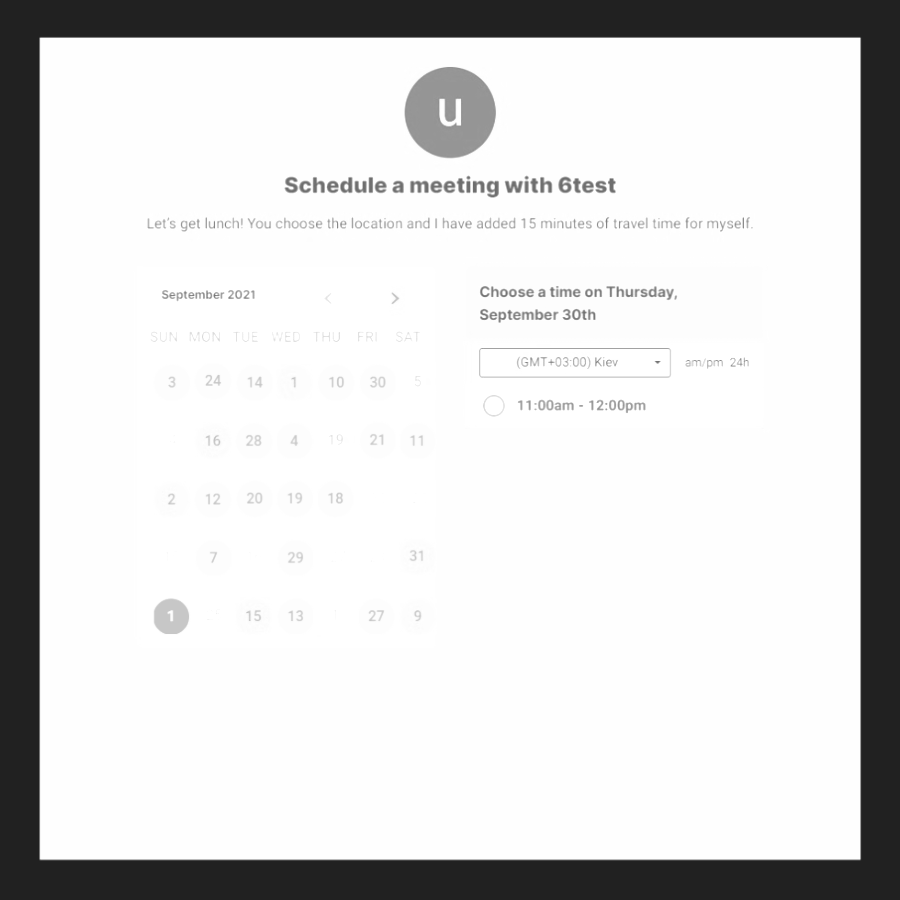 u
Schedule a meeting with 6test
Let's get lunch! You choose the location and I have added 15 minutes of travel time for myself.
September 2021
SUN MON TUE WED THU FRI SAT
3 24 14 1 10 30 5
16 28 4 19 21 11
2 12 20 19 18
7 29 31
1 15 13 27 9
Choose a time on Thursday,
September 30th
(GMT+03:00) Kiev am/pm 24h
11:00am - 12:00pm